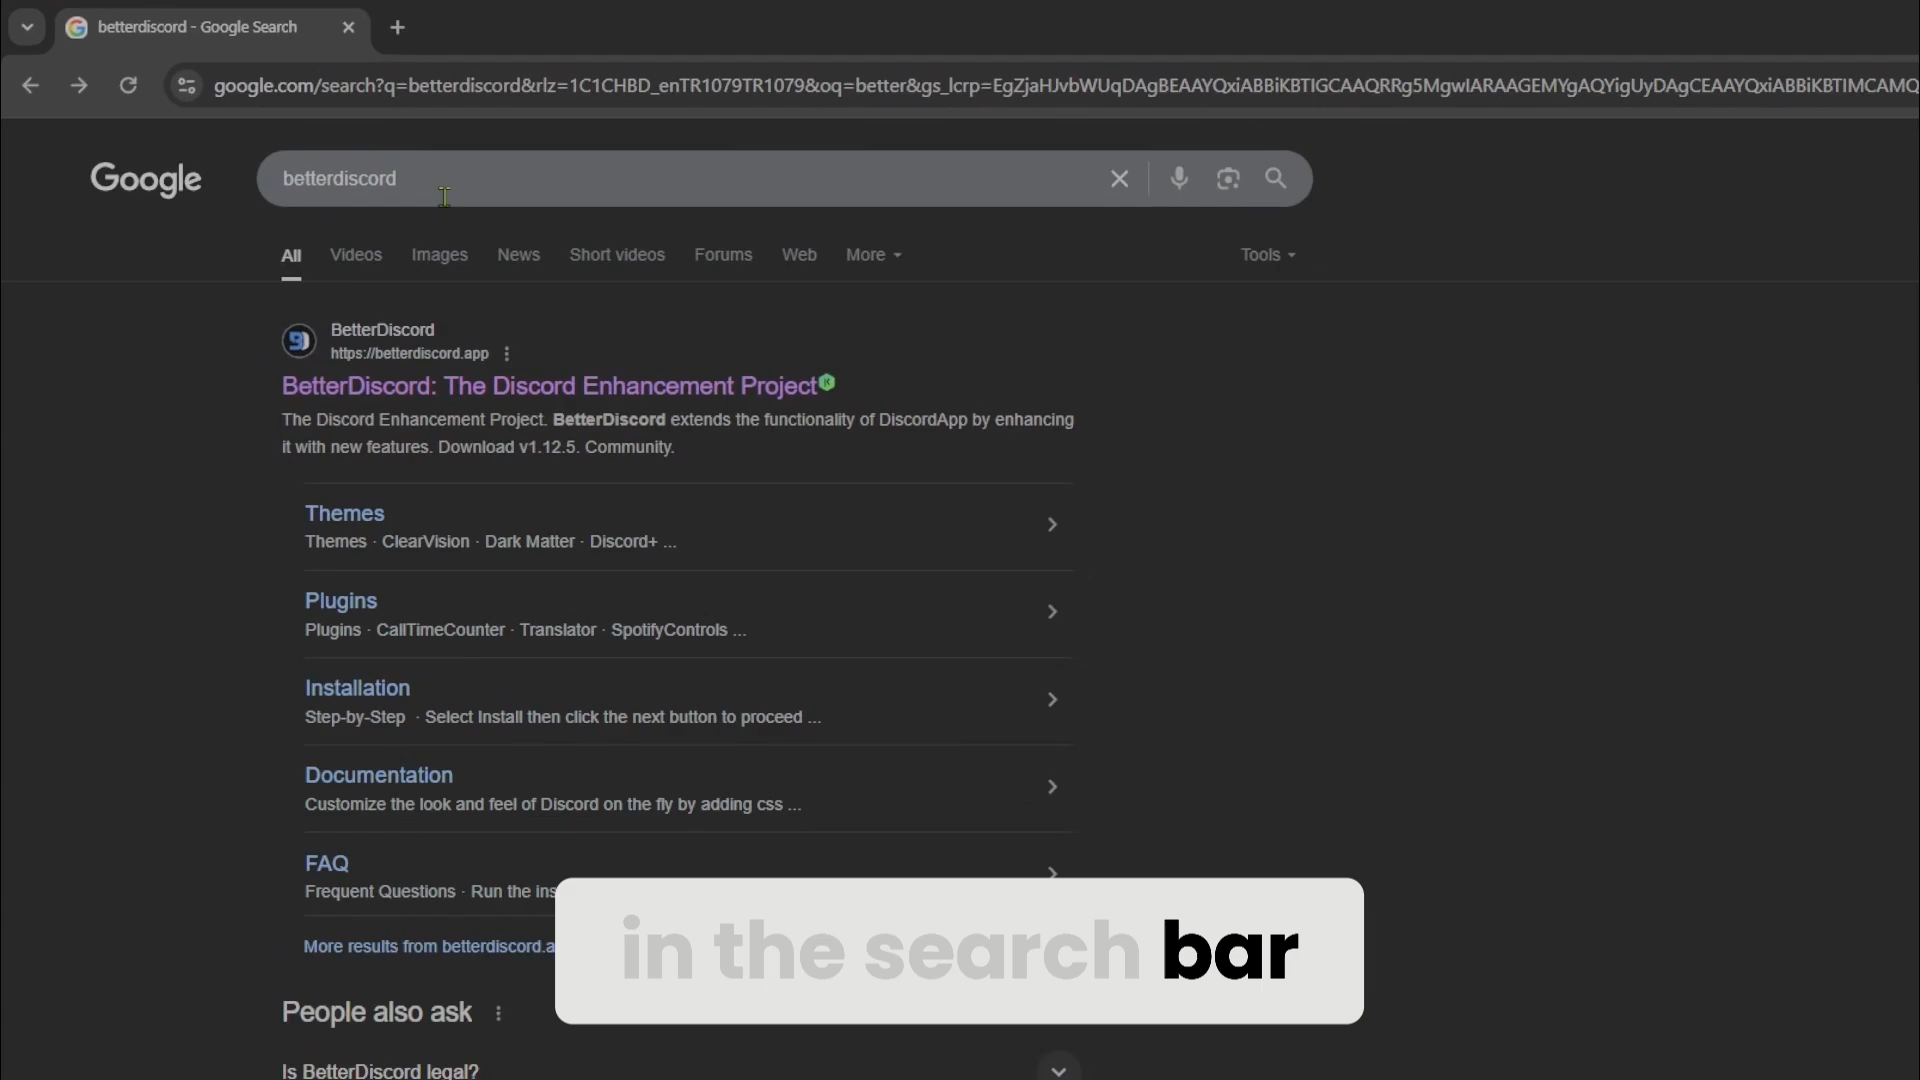 betterdiscord - Google Search
google.com/search?q=betterdiscord&rlz=1C1CHBD_enTR1079TR1079&oq=better&gs_lcrp=EgZjaHJvbWUqDAgBEAAYQxiABBiKBTIGCAAQRRg5MgwIARAAGEMYgAQYigUyDAgCEAAYQxiABBiKBTIMCAMQ
Google
betterdiscord
All Videos Images News Short videos Forums Web More Tools
BetterDiscord
https://betterdiscord.app
BetterDiscord: The Discord Enhancement Project
The Discord Enhancement Project. BetterDiscord extends the functionality of DiscordApp by enhancing
it with new features. Download v1.12.5. Community.
Themes
Themes · ClearVision · Dark Matter · Discord+ ...
Plugins
Plugins · CallTimeCounter · Translator · SpotifyControls ...
Installation
Step-by-Step · Select Install then click the next button to proceed ...
Documentation
Customize the look and feel of Discord on the fly by adding css ...
FAQ
Frequent Questions · Run the ins
More results from betterdiscord.a
in the search bar
People also ask
Is BetterDiscord legal?